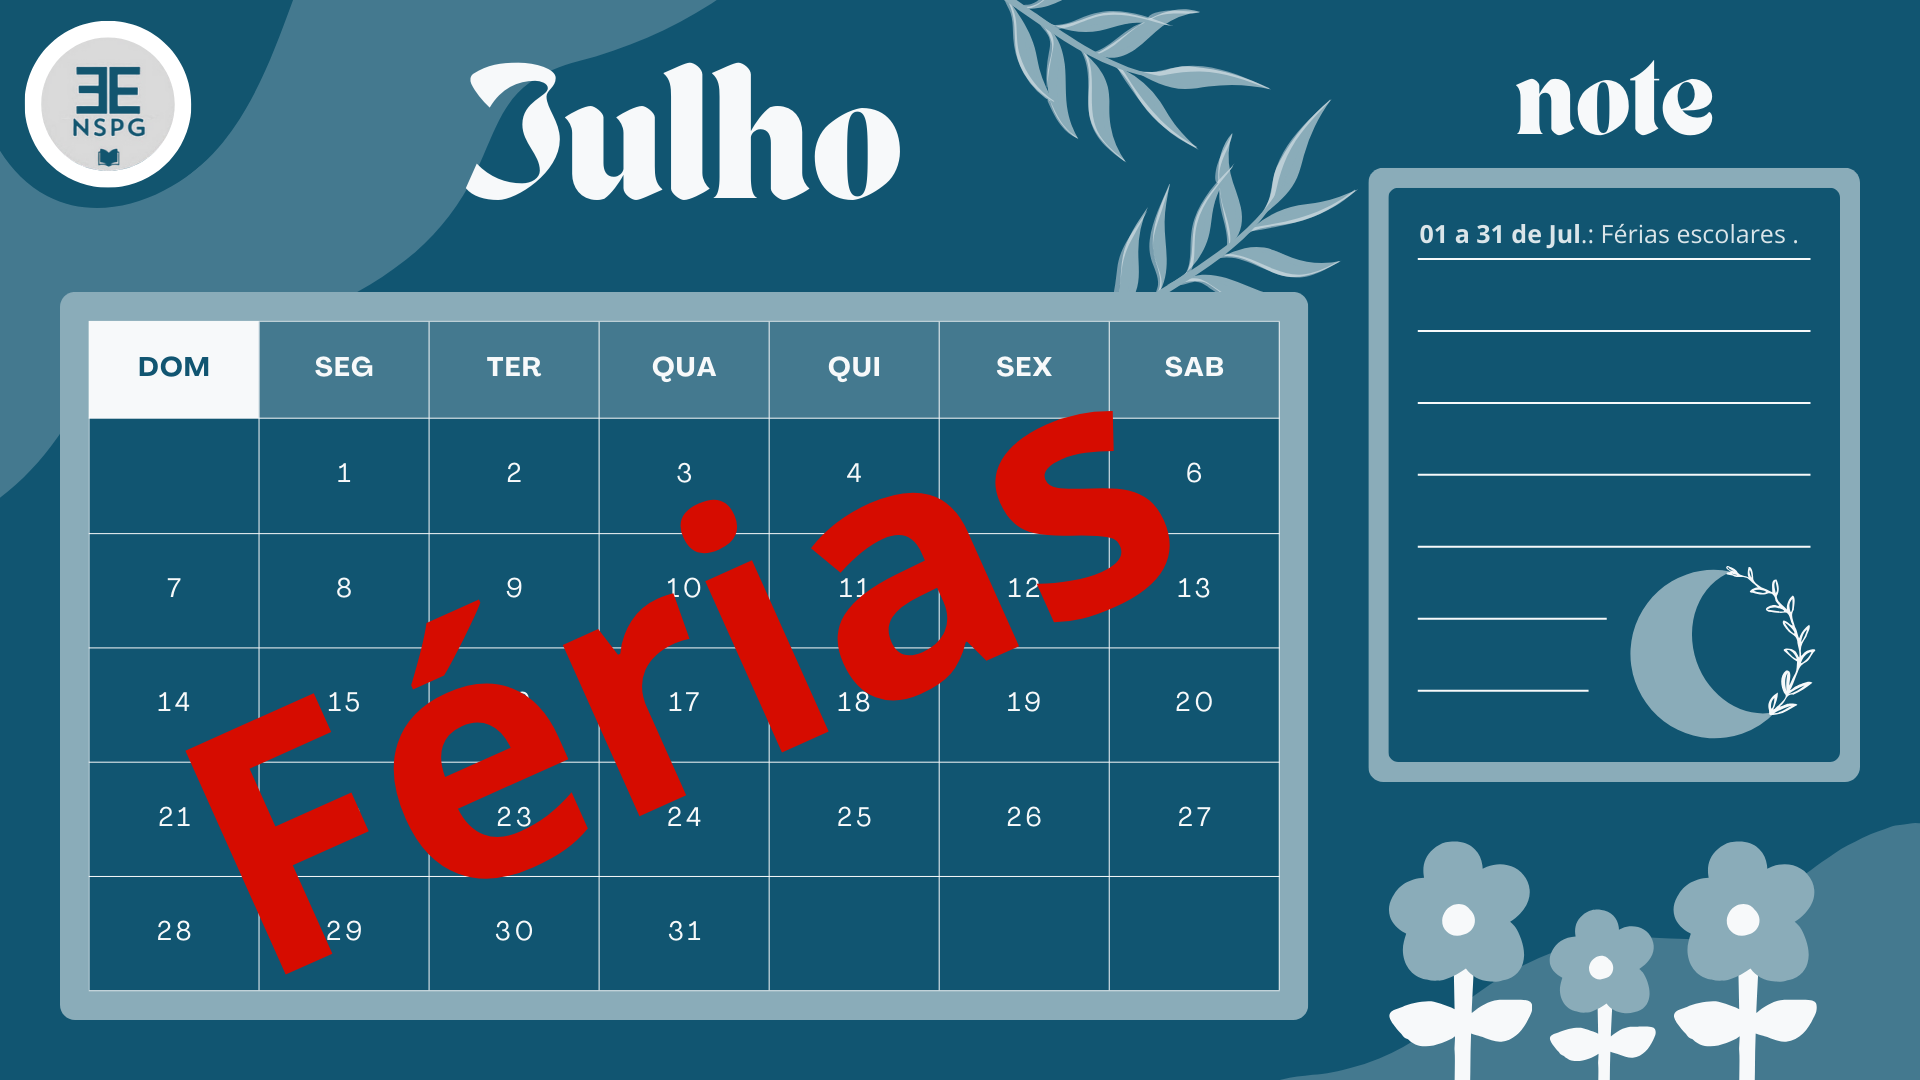 NSPG
Julho
note
01 a 31 de Jul.: Férias escolares .
DOM SEG TER QUA QUI SEX SAB
1 2 3 4 6
7 8 9 10 11 12 13
14 15 17 18 19 20
21 23 24 25 26 27
28 29 30 31
Férias